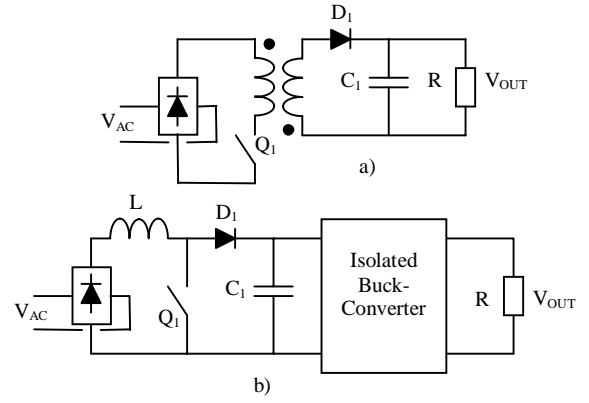 D1
C1
R
VOUT
VAC
Q1
a)
L
D1
C1
Isolated
Buck-
Converter
R
VOUT
VAC
Q1
b)